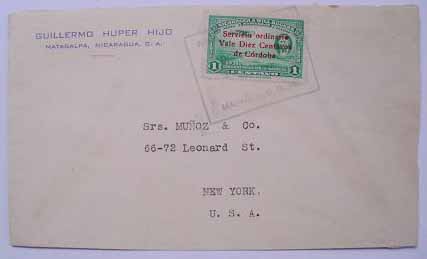 GUILLERMO HUPER HIJO
MATAGALPA, NICARAGUA, C. A.
Servicio ordinario
Vale Diez Centavos
de Córdoba
1 CENTAVO 1
Srs. MUÑOZ & Co.
66-72 Leonard St.
NEW YORK.
U. S. A.